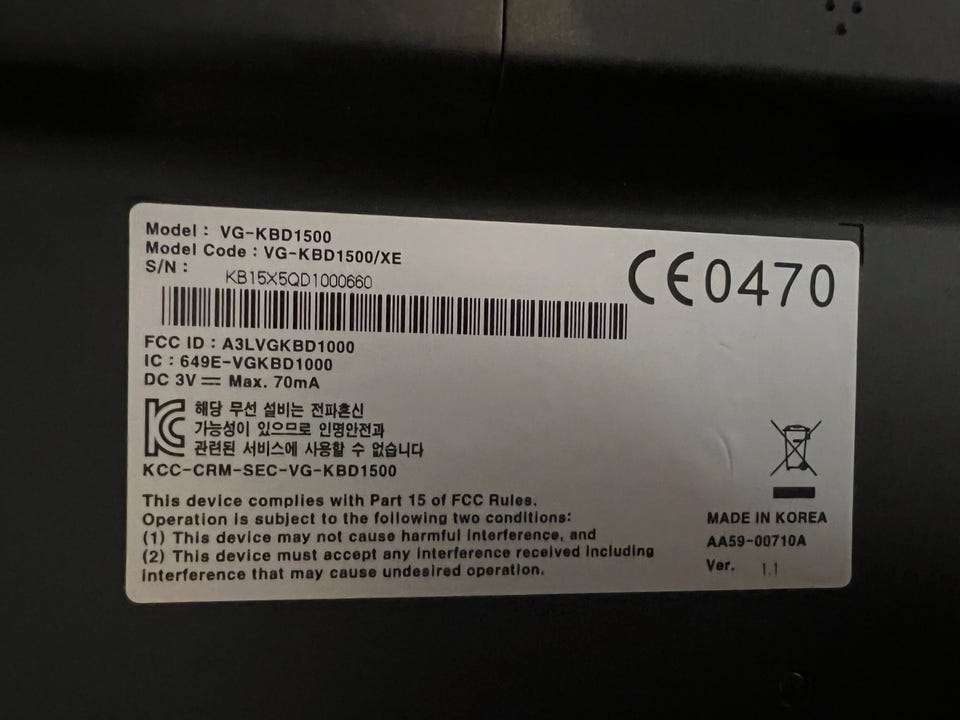 Model : VG-KBD1500
Model Code : VG-KBD1500/XE
S/N : KB15X5QD1000660
CE0470
FCC ID : A3LVGKBD1000
IC : 649E-VGKBD1000
DC 3V ⎓ Max. 70mA
해당 무선 설비는 전파혼신
가능성이 있으므로 인명안전과
관련된 서비스에 사용할 수 없습니다
KCC-CRM-SEC-VG-KBD1500
This device complies with Part 15 of FCC Rules.
Operation is subject to the following two conditions:
(1) This device may not cause harmful interference, and
(2) This device must accept any interference received including
interference that may cause undesired operation.
MADE IN KOREA
AA59-00710A
Ver. 1.1